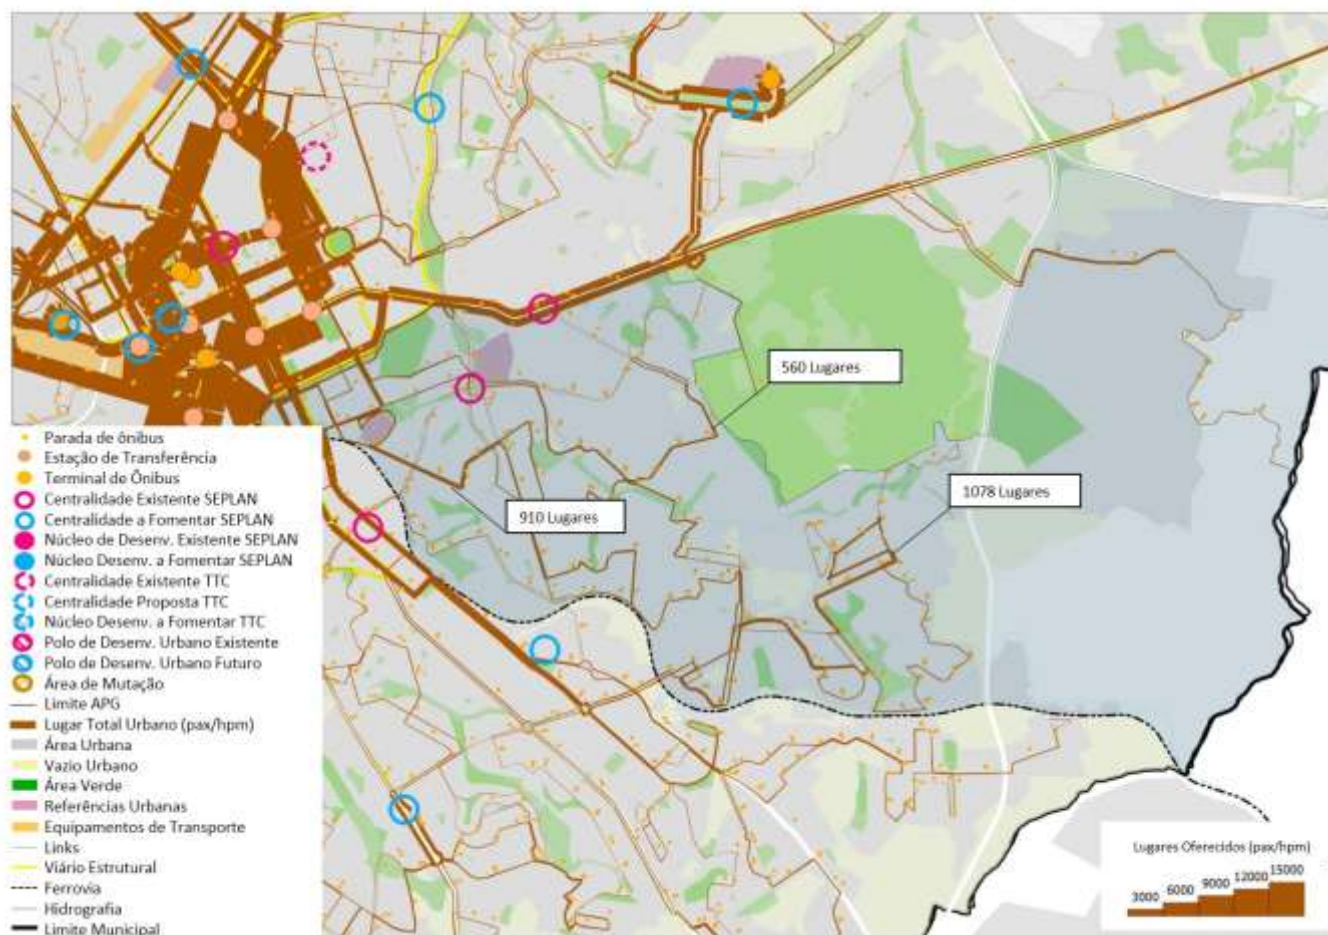 560 Lugares
1078 Lugares
910 Lugares
Parada de ônibus
Estação de Transferência
Terminal de Ônibus
Centralidade Existente SEPLAN
Centralidade a Fomentar SEPLAN
Núcleo de Desenv. Existente SEPLAN
Núcleo Desenv. a Fomentar SEPLAN
Centralidade Existente TTC
Centralidade Proposta TTC
Núcleo Desenv. a Fomentar TTC
Polo de Desenv. Urbano Existente
Polo de Desenv. Urbano Futuro
Área de Mutação
Limite APG
Lugar Total Urbano (pax/hpm)
Área Urbana
Vazio Urbano
Área Verde
Referências Urbanas
Equipamentos de Transporte
Links
Viário Estrutural
Ferrovia
Hidrografia
Limite Municipal
Lugares Oferecidos (pax/hpm)
3000 6000 9000 12000 15000